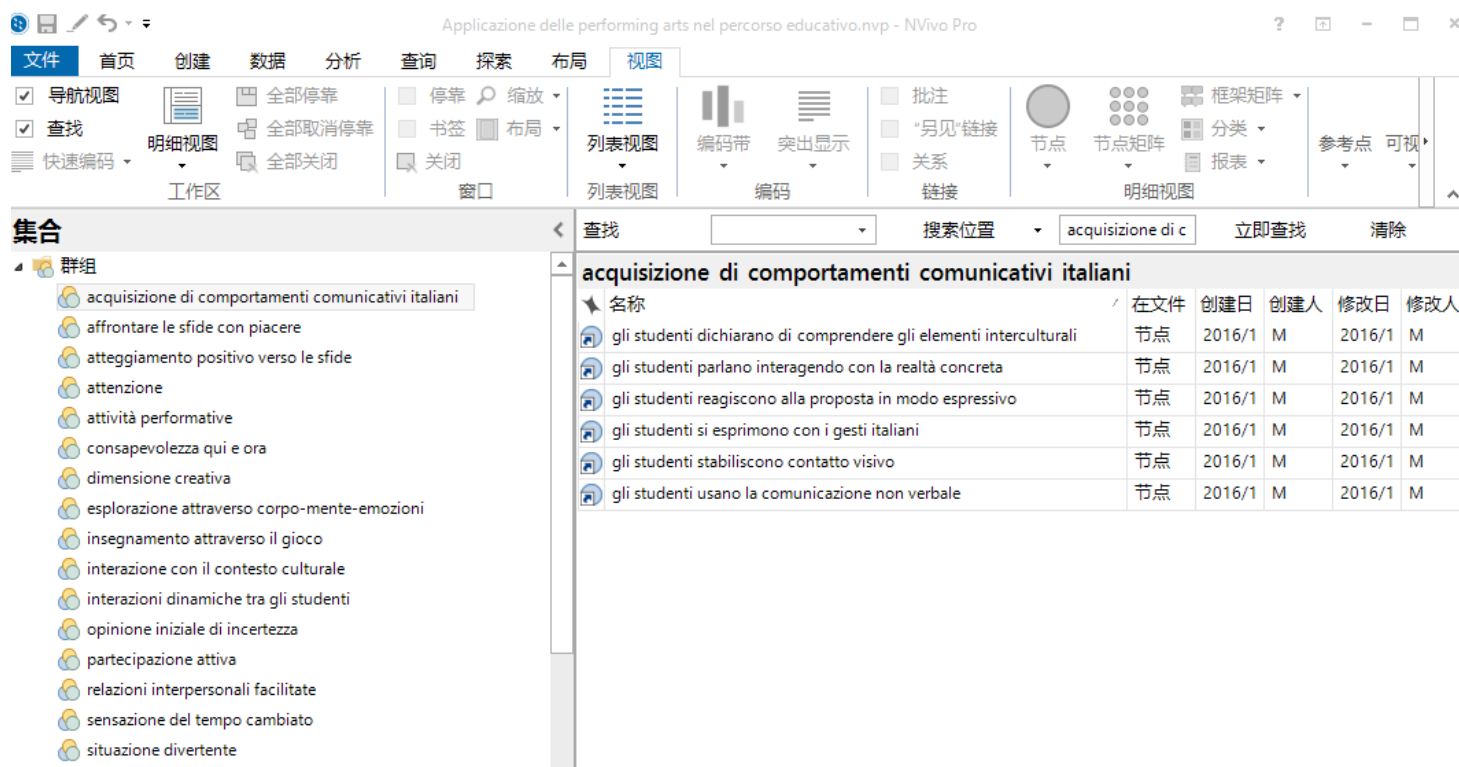 Applicazione delle performing arts nel percorso educativo.nvp - NVivo Pro
文件 首页 创建 数据 分析 查询 探索 布局 视图
导航视图
查找
快速编码
明细视图
全部停靠
全部取消停靠
全部关闭
工作区
停靠
书签
关闭
缩放
布局
窗口
列表视图
列表视图
编码带
突出显示
编码
批注
“另见”链接
关系
链接
节点
节点矩阵
框架矩阵
分类
报表
明细视图
参考点
可视
集合
群组
acquisizione di comportamenti comunicativi italiani
affrontare le sfide con piacere
atteggiamento positivo verso le sfide
attenzione
attività performative
consapevolezza qui e ora
dimensione creativa
esplorazione attraverso corpo-mente-emozioni
insegnamento attraverso il gioco
interazione con il contesto culturale
interazioni dinamiche tra gli studenti
opinione iniziale di incertezza
partecipazione attiva
relazioni interpersonali facilitate
sensazione del tempo cambiato
situazione divertente
查找 搜索位置 acquisizione di c 立即查找 清除
acquisizione di comportamenti comunicativi italiani
名称 在文件 创建日 创建人 修改日 修改人
gli studenti dichiarano di comprendere gli elementi interculturali 节点 2016/1 M 2016/1 M
gli studenti parlano interagendo con la realtà concreta 节点 2016/1 M 2016/1 M
gli studenti reagiscono alla proposta in modo espressivo 节点 2016/1 M 2016/1 M
gli studenti si esprimono con i gesti italiani 节点 2016/1 M 2016/1 M
gli studenti stabiliscono contatto visivo 节点 2016/1 M 2016/1 M
gli studenti usano la comunicazione non verbale 节点 2016/1 M 2016/1 M